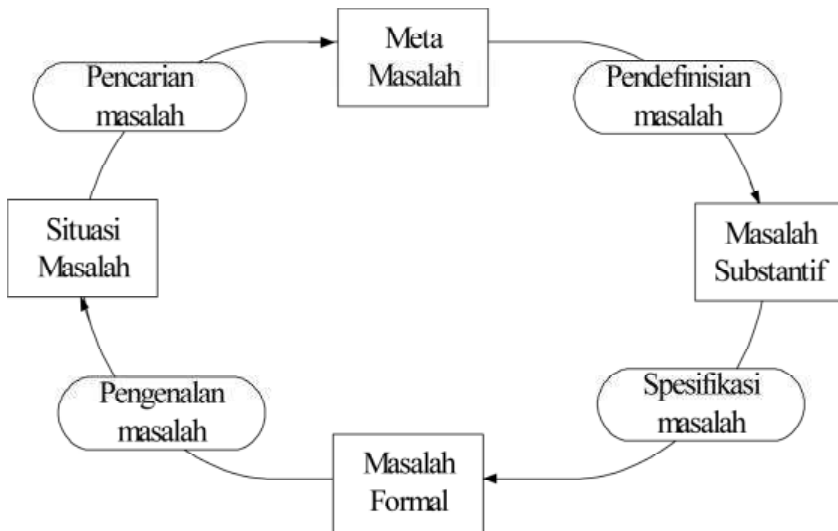 Meta
Masalah
Pencarian
masalah
Pendefinisian
masalah
Situasi
Masalah
Masalah
Substantif
Pengenalan
masalah
Spesifikasi
masalah
Masalah
Formal